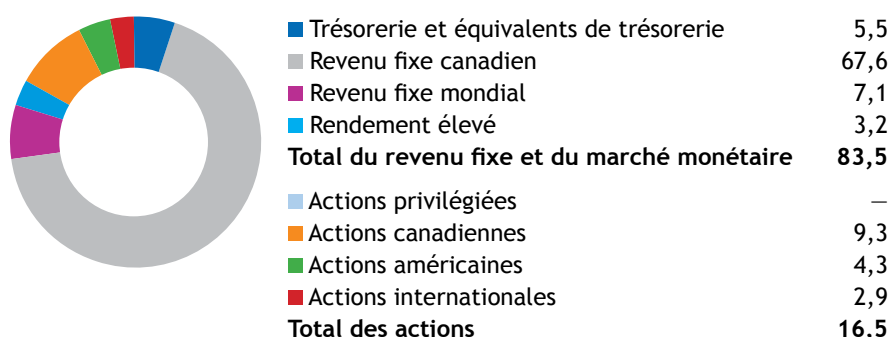 Trésorerie et équivalents de trésorerie 5,5
Revenu fixe canadien 67,6
Revenu fixe mondial 7,1
Rendement élevé 3,2
Total du revenu fixe et du marché monétaire 83,5
Actions privilégiées —
Actions canadiennes 9,3
Actions américaines 4,3
Actions internationales 2,9
Total des actions 16,5